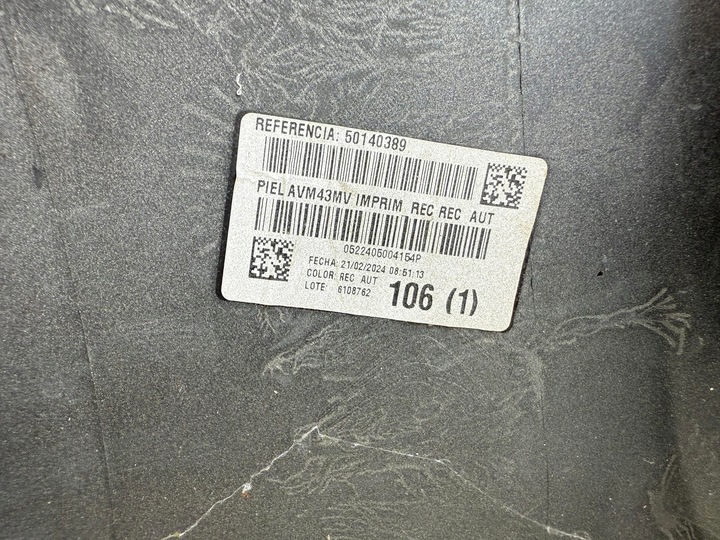 REFERENCIA: 50140389
PIEL AVM43MV IMPRIM REC REC AUT
0522405004154P
FECHA: 21/02/2024 08:51:13
COLOR: REC AUT
LOTE: 6108762
106 (1)